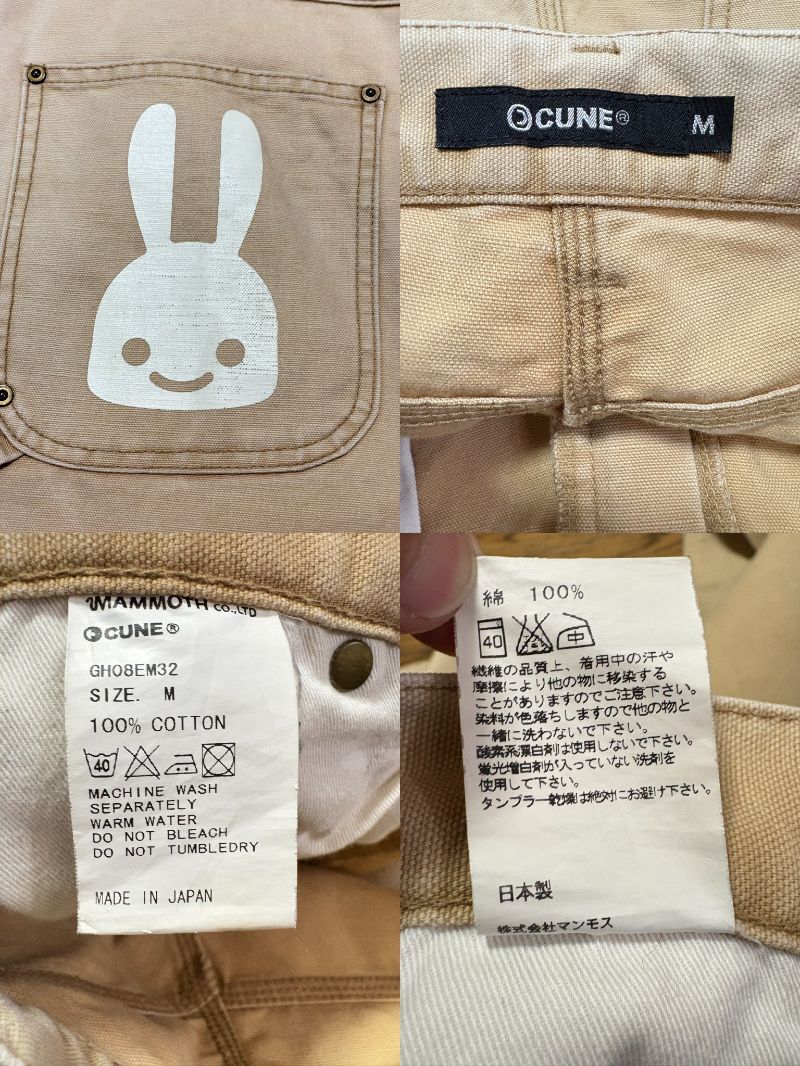 CUNE®
M
MAMMOTH CO.,LTD
CUNE®
GH08EM32
SIZE. M
100% COTTON
40
MACHINE WASH
SEPARATELY
WARM WATER
DO NOT BLEACH
DO NOT TUMBLEDRY
MADE IN JAPAN
綿 100%
40 中
繊維の品質上、着用中の汗や
摩擦により他の物に移染する
ことがありますのでご注意下さい。
染料が色落ちしますので他の物と
一緒に洗わないで下さい。
酸素系漂白剤は使用しないで下さい。
蛍光増白剤が入っていない洗剤を
使用して下さい。
タンブラー乾燥は絶対にお避け下さい。
日本製
株式会社マンモス